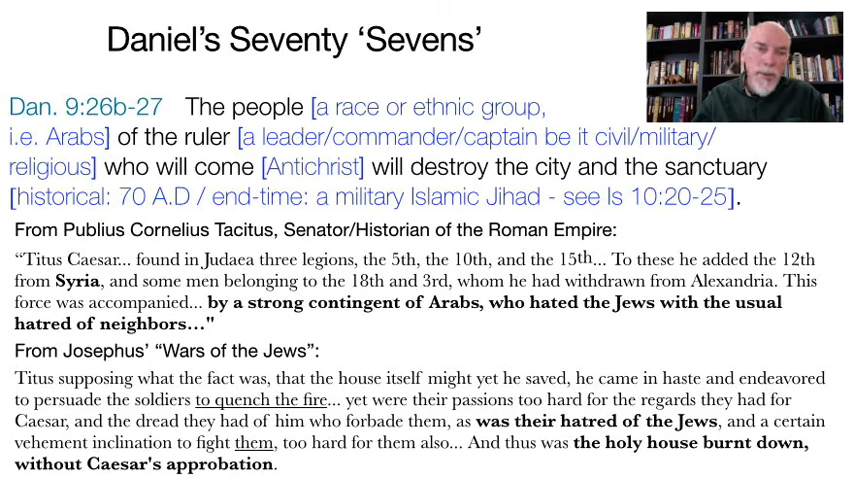 Daniel's Seventy 'Sevens'
Dan. 9:26b-27 The people [a race or ethnic group,
i.e. Arabs] of the ruler [a leader/commander/captain be it civil/military/
religious] who will come [Antichrist] will destroy the city and the sanctuary
[historical: 70 A.D / end-time: a military Islamic Jihad - see Is 10:20-25].
From Publius Cornelius Tacitus, Senator/Historian of the Roman Empire:
“Titus Caesar... found in Judaea three legions, the 5th, the 10th, and the 15th... To these he added the 12th
from Syria, and some men belonging to the 18th and 3rd, whom he had withdrawn from Alexandria. This
force was accompanied... by a strong contingent of Arabs, who hated the Jews with the usual
hatred of neighbors…"
From Josephus' “Wars of the Jews”:
Titus supposing what the fact was, that the house itself might yet he saved, he came in haste and endeavored
to persuade the soldiers to quench the fire... yet were their passions too hard for the regards they had for
Caesar, and the dread they had of him who forbade them, as was their hatred of the Jews, and a certain
vehement inclination to fight them, too hard for them also... And thus was the holy house burnt down,
without Caesar's approbation.